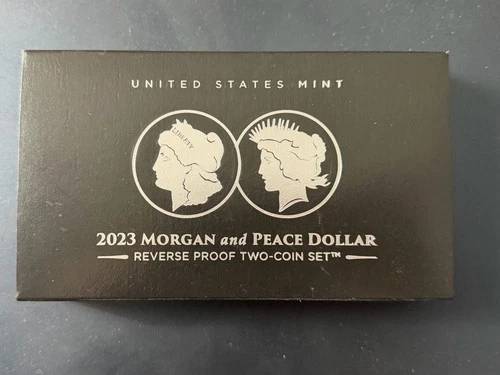 UNITED STATES MINT
LIBERTY
2023 MORGAN and PEACE DOLLAR
REVERSE PROOF TWO-COIN SET™